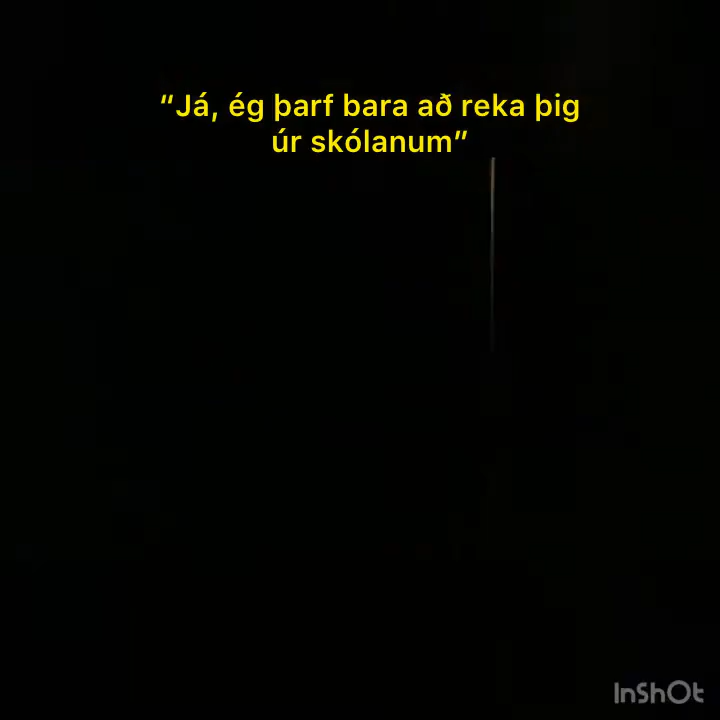 “Já, ég þarf bara að reka þig
úr skólanum”
InShOt